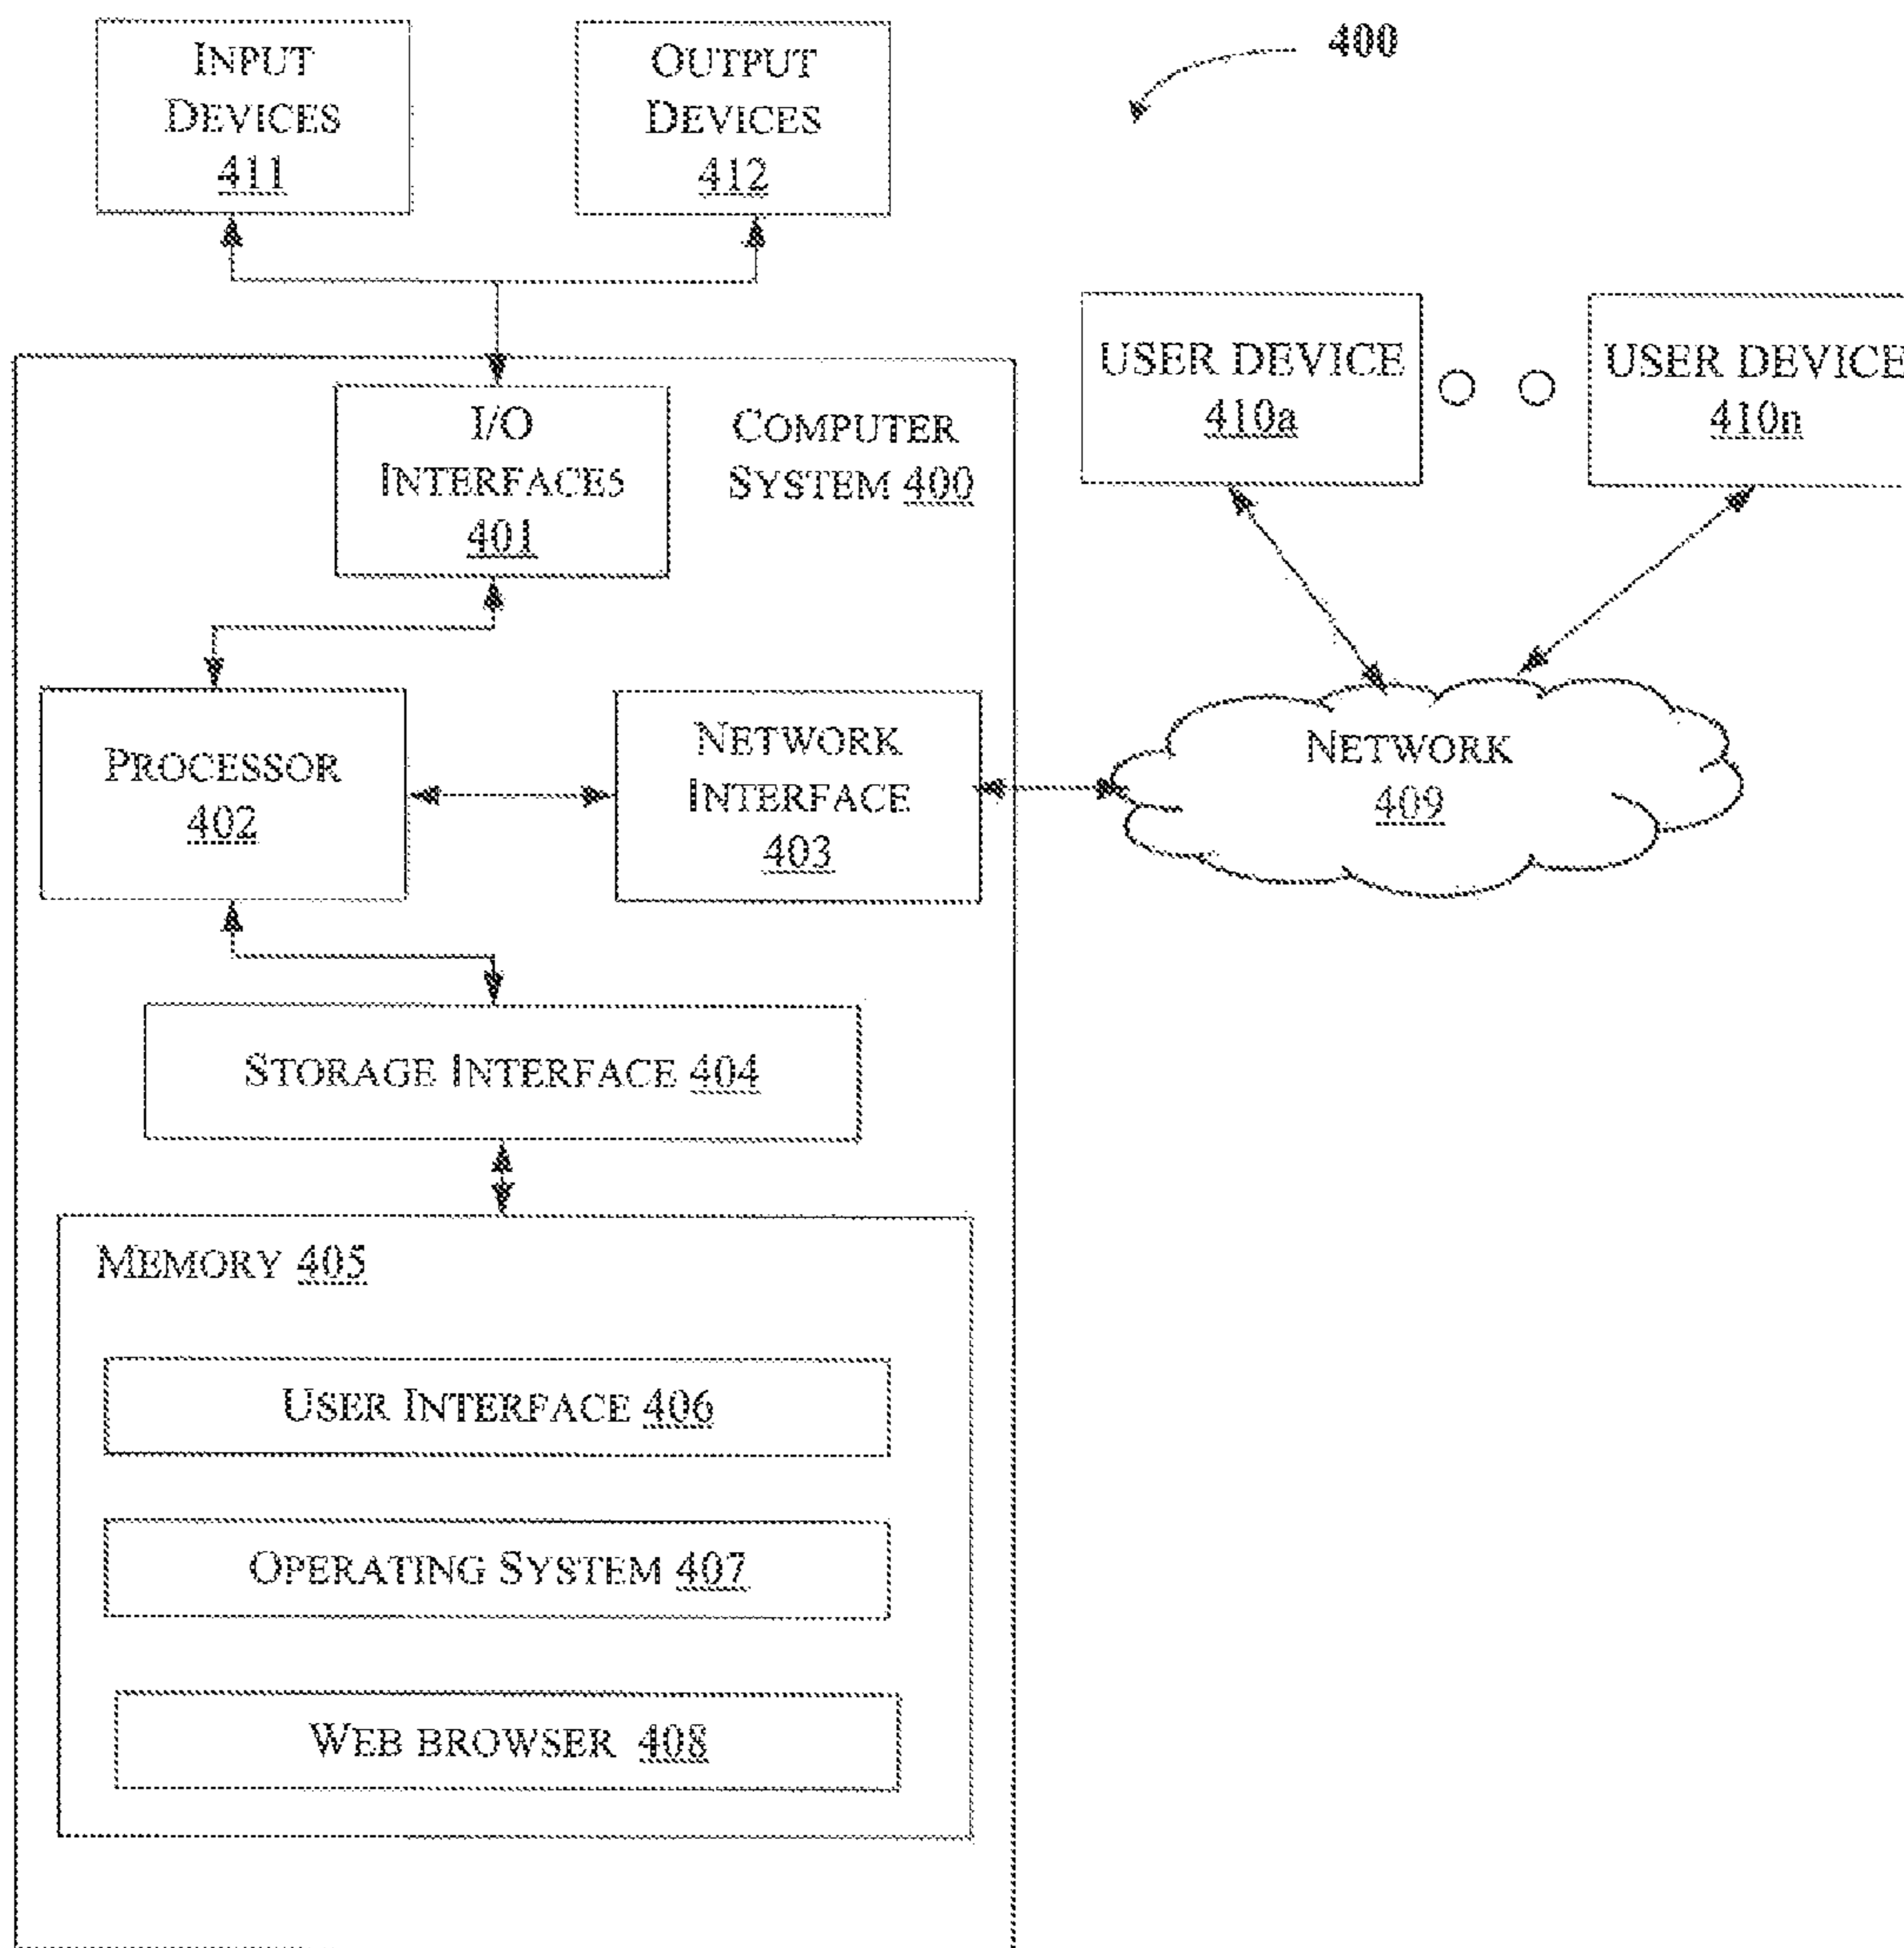 INPUT
DEVICES
411
OUTPUT
DEVICES
412
400
I/O
INTERFACES
401
COMPUTER
SYSTEM 400
USER DEVICE
410a
USER DEVICE
410n
PROCESSOR
402
NETWORK
INTERFACE
403
NETWORK
409
STORAGE INTERFACE 404
MEMORY 405
USER INTERFACE 406
OPERATING SYSTEM 407
WEB BROWSER 408